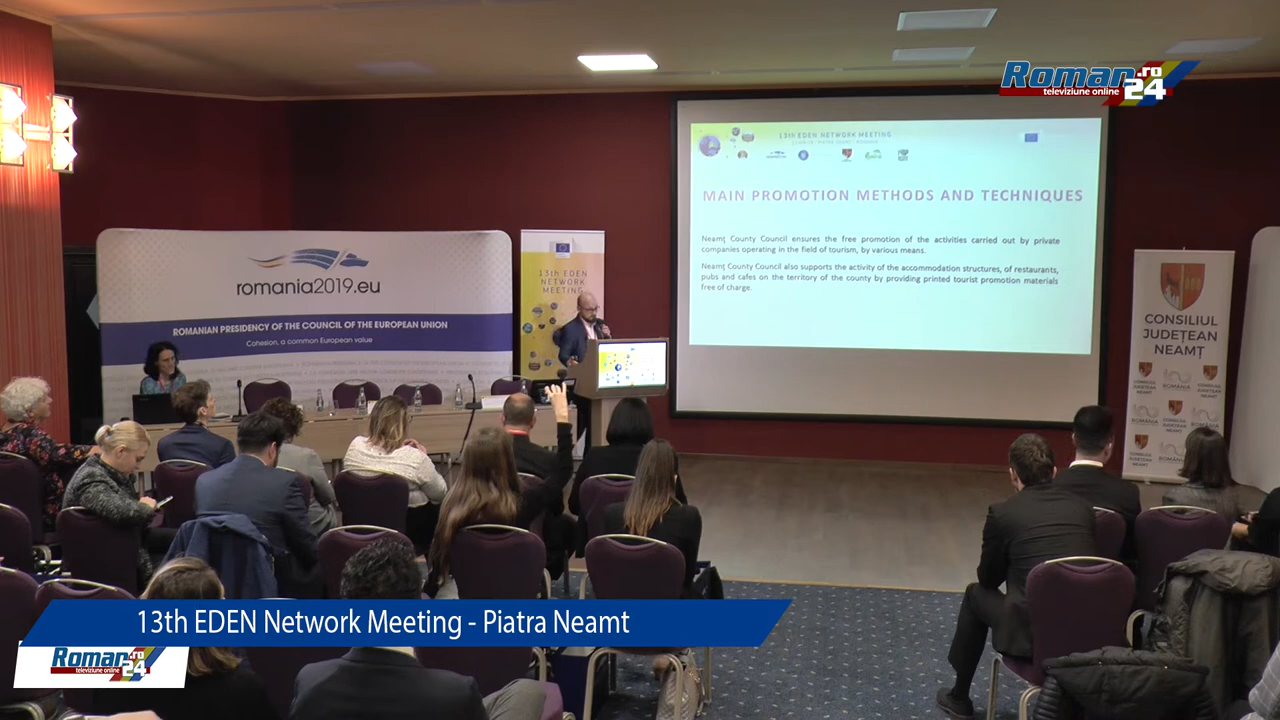 Roman24.ro
televiziune online
13th EDEN NETWORK MEETING
MAIN PROMOTION METHODS AND TECHNIQUES
Neamț County Council ensures the free promotion of the activities carried out by private
companies operating in the field of tourism, by various means.
Neamț County Council also supports the activity of the accommodation structures, of restaurants,
pubs and cafes on the territory of the county by providing printed tourist promotion materials
free of charge.
romania2019.eu
ROMANIAN PRESIDENCY OF THE COUNCIL OF THE EUROPEAN UNION
Cohesion, a common European value
13th EDEN
NETWORK
MEETING
CONSILIUL
JUDEȚEAN
NEAMȚ
13th EDEN Network Meeting - Piatra Neamt
Roman24.ro
televiziune online